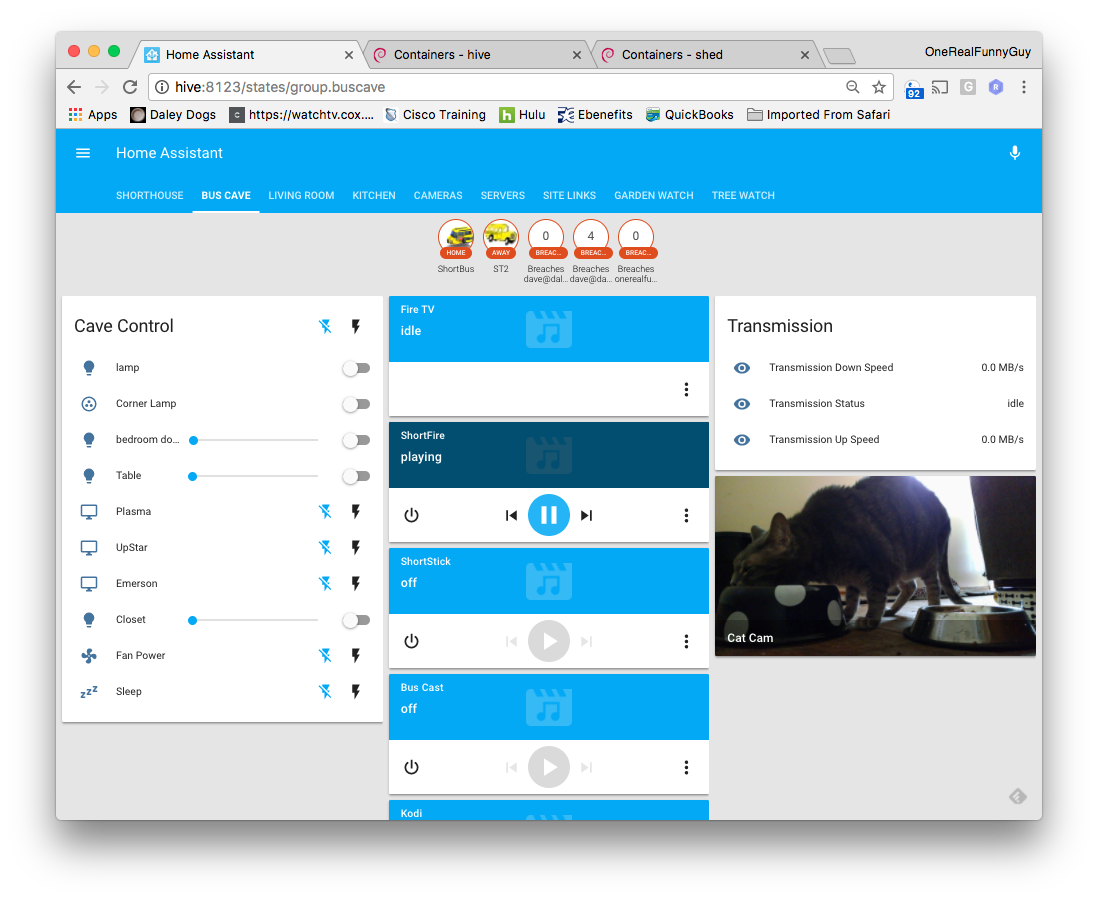 Home Assistant
Containers - hive
Containers - shed
OneRealFunnyGuy
hive:8123/states/group.buscave
92
G
R
Apps
Daley Dogs
C
https://watchtv.cox....
Cisco Training
h
Hulu
Ebenefits
QuickBooks
Imported From Safari
Home Assistant
SHORTHOUSE
BUS CAVE
LIVING ROOM
KITCHEN
CAMERAS
SERVERS
SITE LINKS
GARDEN WATCH
TREE WATCH
HOME
AWAY
0
BREAC...
4
BREAC...
0
BREAC...
ShortBus
ST2
Breaches
dave@dal...
Breaches
dave@da...
Breaches
onerealfu...
Cave Control
lamp
Corner Lamp
bedroom do...
Table
Plasma
UpStar
Emerson
Closet
Fan Power
zzz
Sleep
Fire TV
idle
ShortFire
playing
ShortStick
off
Bus Cast
off
Kodi
Transmission
Transmission Down Speed
0.0 MB/s
Transmission Status
idle
Transmission Up Speed
0.0 MB/s
Cat Cam